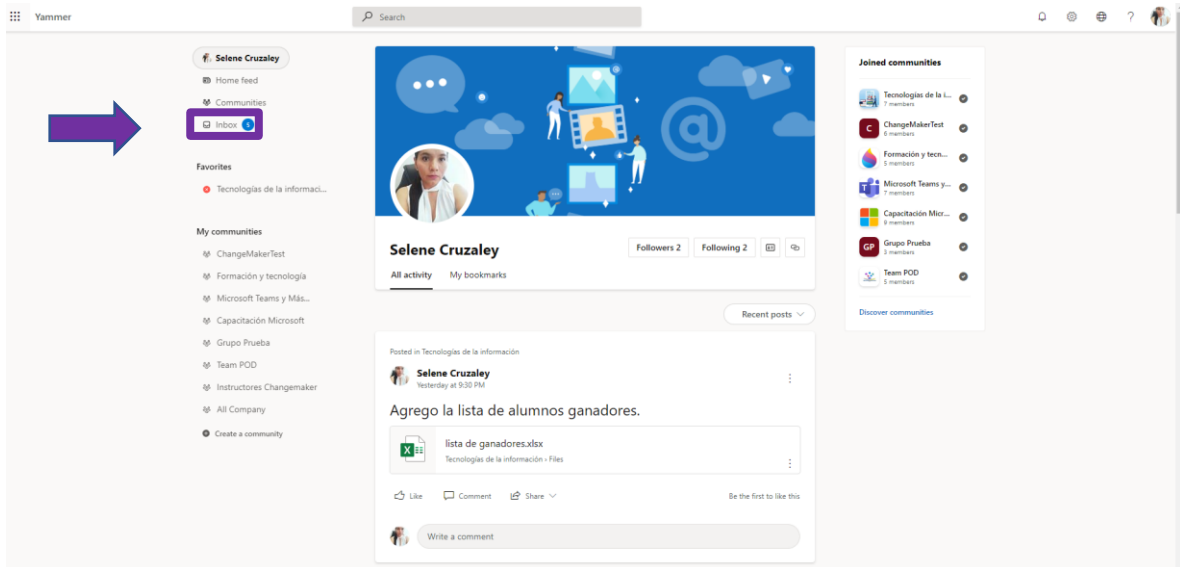 Yammer
Search
?
Selene Cruzaley
Home feed
Communities
Inbox 5
Favorites
Tecnologías de la informaci...
My communities
ChangeMakerTest
Formación y tecnología
Microsoft Teams y Más...
Capacitación Microsoft
Grupo Prueba
Team POD
Instructores Changemaker
All Company
Create a community
@
Selene Cruzaley
Followers 2
Following 2
All activity
My bookmarks
Recent posts
Posted in Tecnologías de la información
Selene Cruzaley
Yesterday at 9:30 PM
Agrego la lista de alumnos ganadores.
lista de ganadores.xlsx
Tecnologías de la información › Files
Like
Comment
Share
Be the first to like this
Write a comment
Joined communities
Tecnologías de la i...
7 members
C
ChangeMakerTest
6 members
Formación y tecn...
5 members
Microsoft Teams y...
7 members
Capacitación Micr...
9 members
GP
Grupo Prueba
3 members
Team POD
5 members
Discover communities